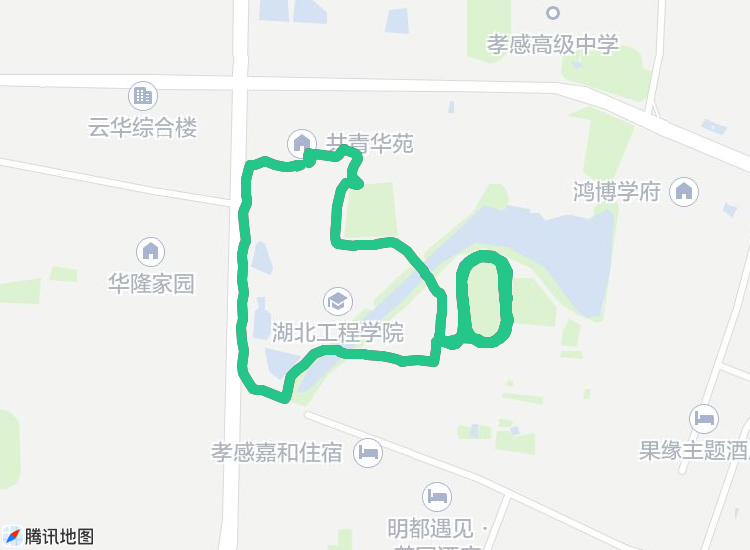 孝感高级中学
云华综合楼
共青华苑
鸿博学府
华隆家园
湖北工程学院
孝感嘉和住宿
果缘主题酒店
明都遇见·
腾讯地图